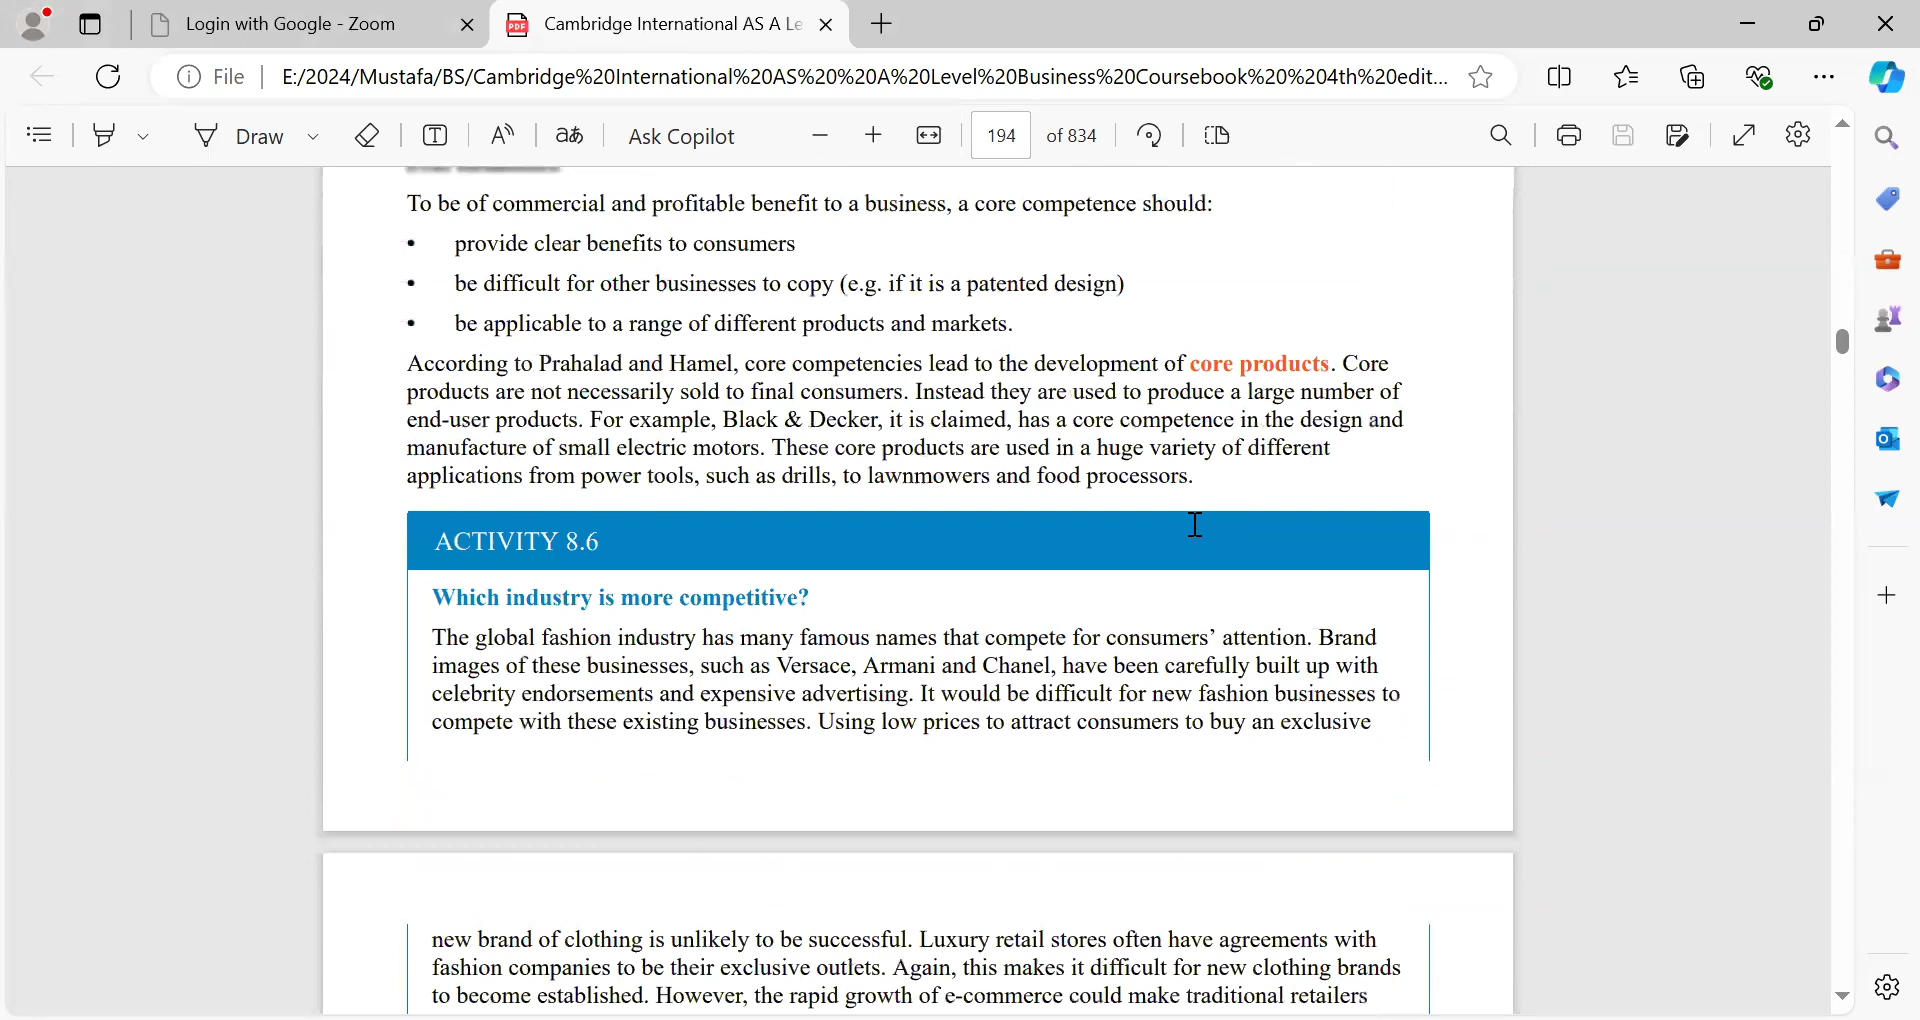 Login with Google - Zoom
Cambridge International AS A Le
File
E:/2024/Mustafa/BS/Cambridge%20International%20AS%20%20A%20Level%20Business%20Coursebook%20%204th%20edit...
Draw
Ask Copilot
194 of 834
To be of commercial and profitable benefit to a business, a core competence should:
• provide clear benefits to consumers
• be difficult for other businesses to copy (e.g. if it is a patented design)
• be applicable to a range of different products and markets.
According to Prahalad and Hamel, core competencies lead to the development of core products. Core
products are not necessarily sold to final consumers. Instead they are used to produce a large number of
end-user products. For example, Black & Decker, it is claimed, has a core competence in the design and
manufacture of small electric motors. These core products are used in a huge variety of different
applications from power tools, such as drills, to lawnmowers and food processors.
ACTIVITY 8.6
Which industry is more competitive?
The global fashion industry has many famous names that compete for consumers’ attention. Brand
images of these businesses, such as Versace, Armani and Chanel, have been carefully built up with
celebrity endorsements and expensive advertising. It would be difficult for new fashion businesses to
compete with these existing businesses. Using low prices to attract consumers to buy an exclusive
new brand of clothing is unlikely to be successful. Luxury retail stores often have agreements with
fashion companies to be their exclusive outlets. Again, this makes it difficult for new clothing brands
to become established. However, the rapid growth of e-commerce could make traditional retailers